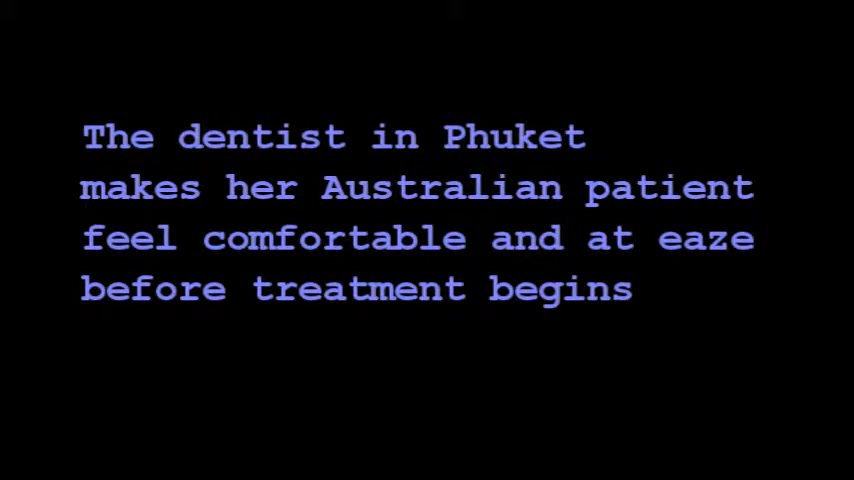 The dentist in Phuket
makes her Australian patient
feel comfortable and at eaze
before treatment begins